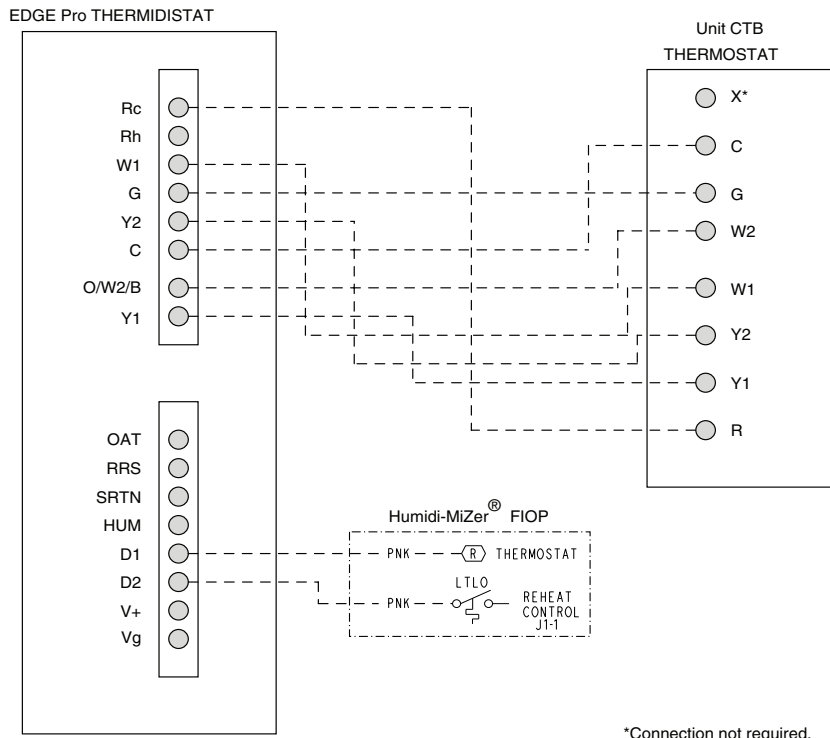 EDGE Pro THERMIDISTAT
Unit CTB
THERMOSTAT
Rc
Rh
W1
G
Y2
C
O/W2/B
Y1
OAT
RRS
SRTN
HUM
D1
D2
V+
Vg
X*
C
G
W2
W1
Y2
Y1
R
Humidi-MiZer® FIOP
PNK
R
THERMOSTAT
LTLO
PNK
REHEAT
CONTROL
J1-1
*Connection not required.